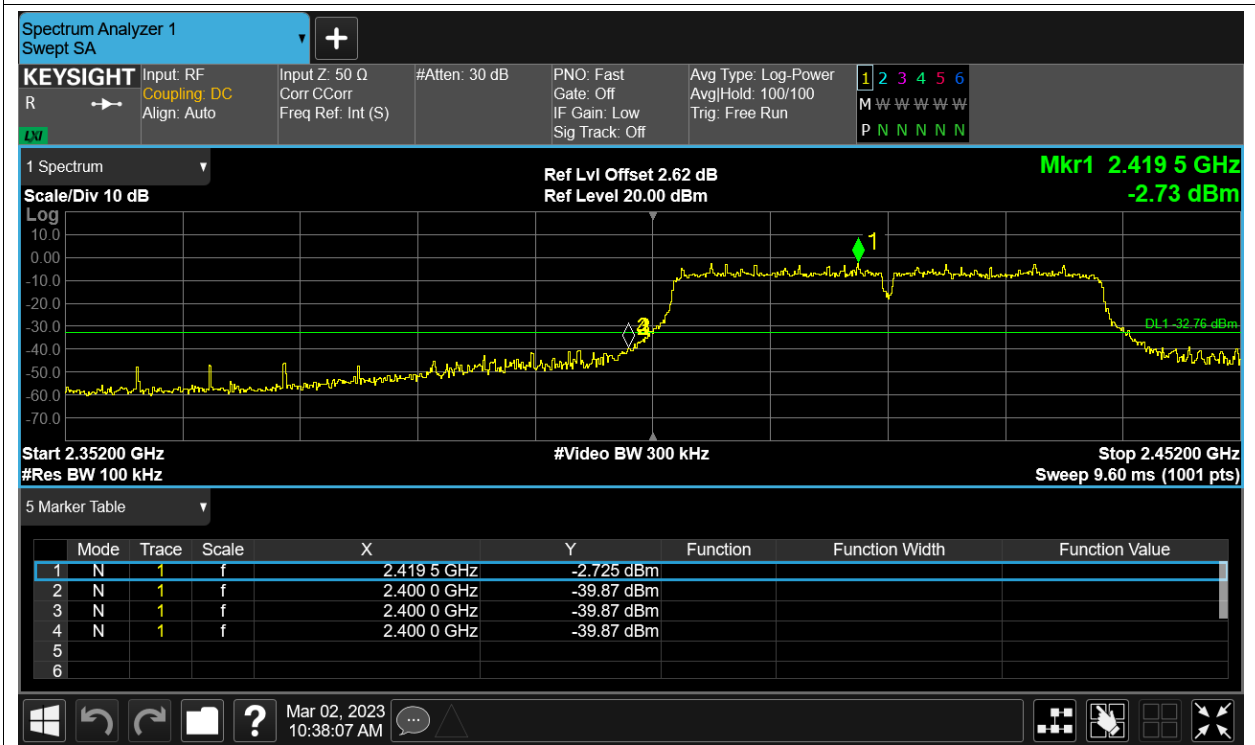 Spectrum Analyzer 1
Swept SA
KEYSIGHT
R
LXI
Input: RF
Coupling: DC
Align: Auto
Input Z: 50 Ω
Corr CCorr
Freq Ref: Int (S)
#Atten: 30 dB
PNO: Fast
Gate: Off
IF Gain: Low
Sig Track: Off
Avg Type: Log-Power
Avg|Hold: 100/100
Trig: Free Run
1 2 3 4 5 6
M W W W W W
P N N N N N
1 Spectrum
Scale/Div 10 dB
Ref Lvl Offset 2.62 dB
Ref Level 20.00 dBm
Mkr1 2.419 5 GHz
-2.73 dBm
Log
10.0
0.00
-10.0
-20.0
-30.0
-40.0
-50.0
-60.0
-70.0
1
DL1 -32.76 dBm
Start 2.35200 GHz
#Res BW 100 kHz
#Video BW 300 kHz
Stop 2.45200 GHz
Sweep 9.60 ms (1001 pts)
5 Marker Table
Mode Trace Scale X Y Function Function Width Function Value
1 N 1 f 2.419 5 GHz -2.725 dBm
2 N 1 f 2.400 0 GHz -39.87 dBm
3 N 1 f 2.400 0 GHz -39.87 dBm
4 N 1 f 2.400 0 GHz -39.87 dBm
5
6
?
Mar 02, 2023
10:38:07 AM